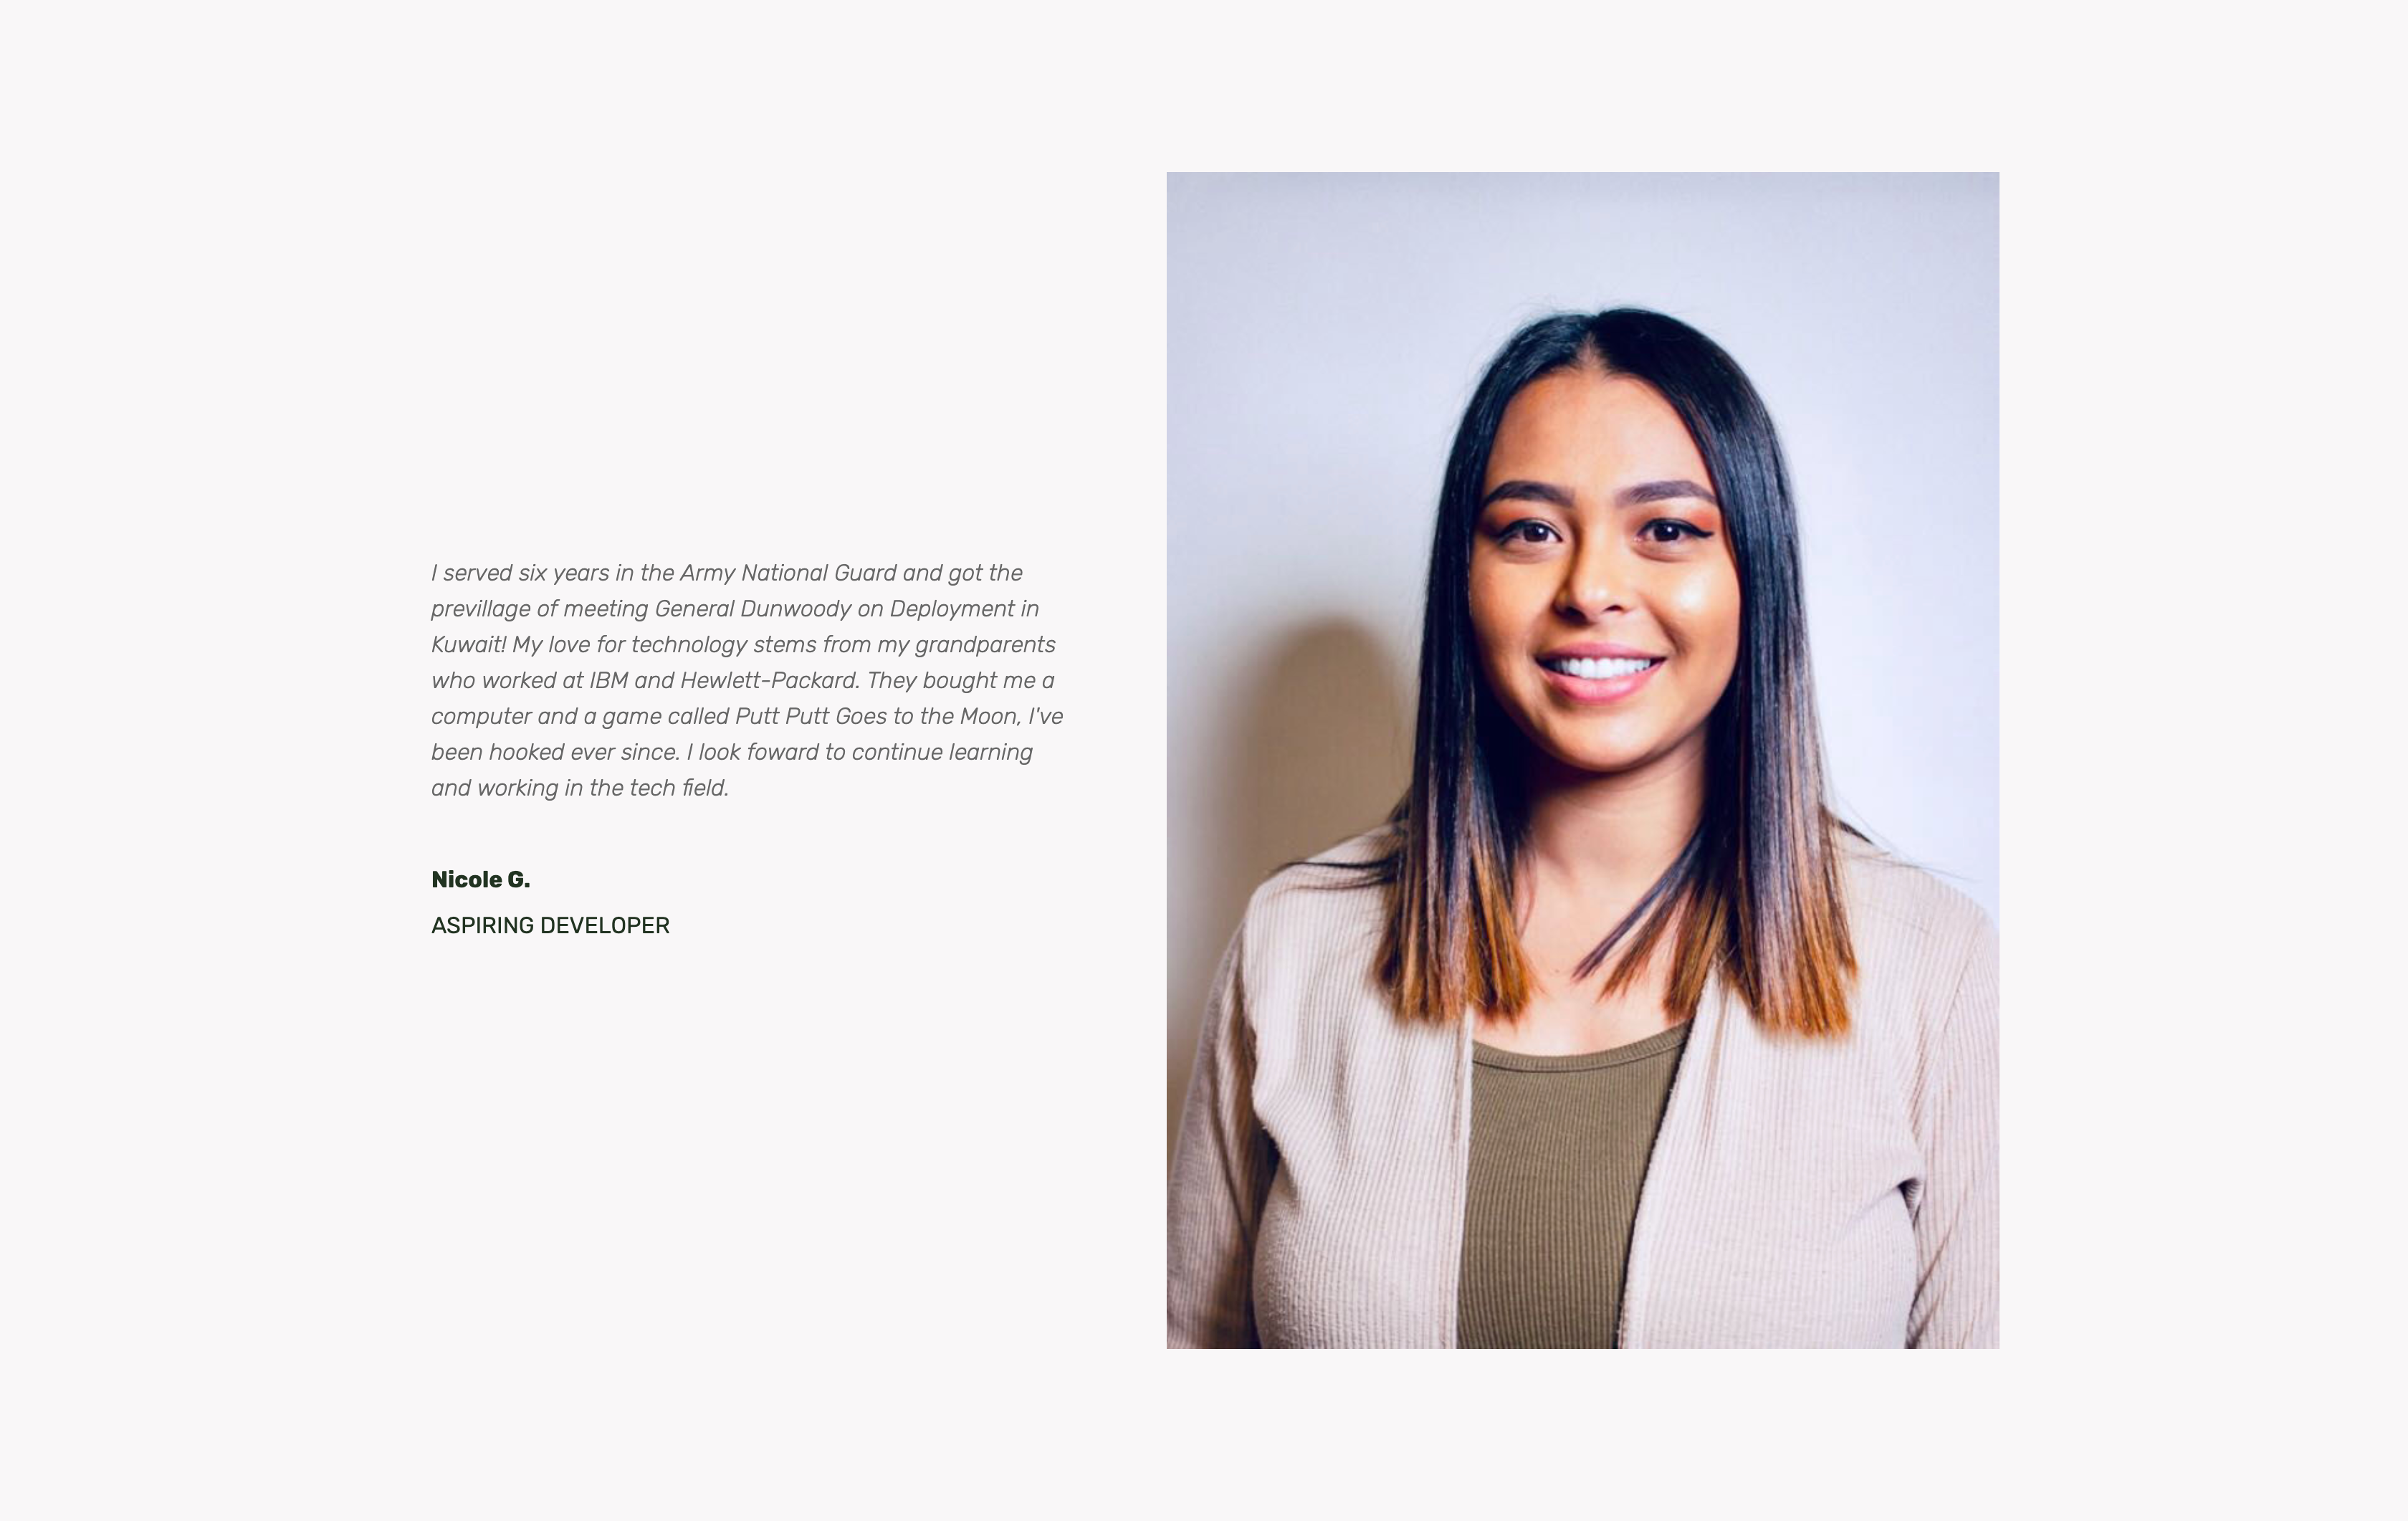 I served six years in the Army National Guard and got the
previllage of meeting General Dunwoody on Deployment in
Kuwait! My love for technology stems from my grandparents
who worked at IBM and Hewlett-Packard. They bought me a
computer and a game called Putt Putt Goes to the Moon, I've
been hooked ever since. I look foward to continue learning
and working in the tech field.
Nicole G.
ASPIRING DEVELOPER